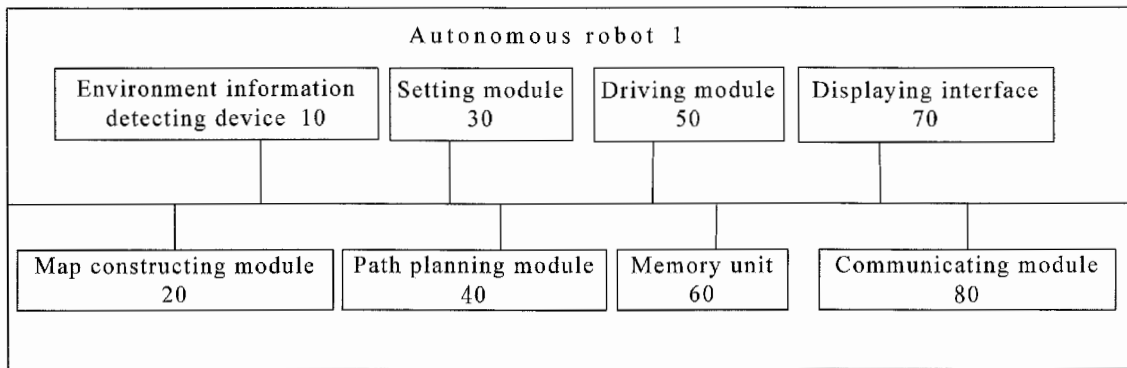 Autonomous robot 1
Environment information
detecting device 10
Setting module
30
Driving module
50
Displaying interface
70
Map constructing module
20
Path planning module
40
Memory unit
60
Communicating module
80